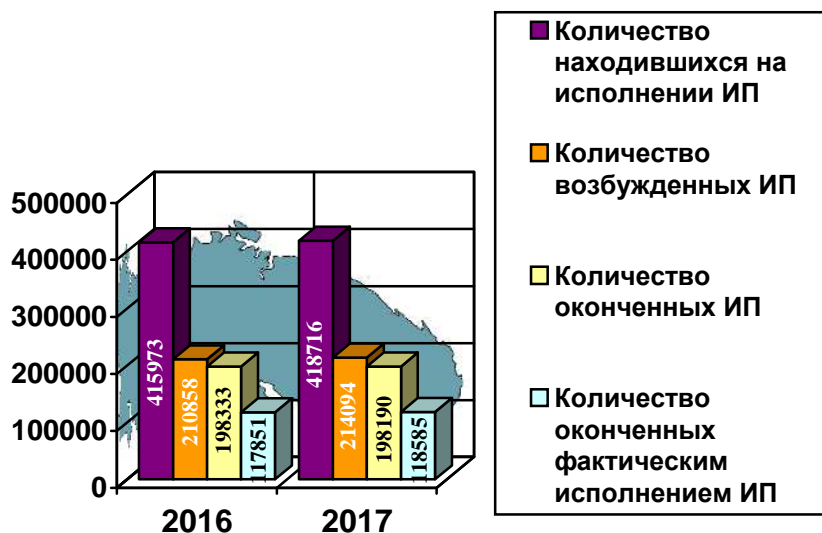 500000
400000
300000
200000
100000
0
415973
210858
198333
117851
418716
214094
198190
118585
2016
2017
Количество
находившихся на
исполнении ИП
Количество
возбужденных ИП
Количество
оконченных ИП
Количество
оконченных
фактическим
исполнением ИП